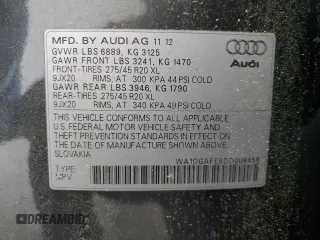 MFD. BY AUDI AG 11 12
GVWR LBS 6889, KG 3125
GAWR FRONT LBS 3241, KG 1470
FRONT-TIRES 275/45 R20 XL
9JX20 RIMS, AT 300 KPA 44 PSI COLD
GAWR REAR LBS 3946, KG 1790
REAR-TIRES 275/45 R20 XL
9JX20 RIMS, AT 340 KPA 49 PSI COLD
THIS VEHICLE CONFORMS TO ALL APPLICABLE
U.S. FEDERAL MOTOR VEHICLE SAFETY AND
THEFT PREVENTION STANDARDS IN EFFECT ON
THE DATE OF MANUFACTURE SHOWN ABOVE.
SLOVAKIA
TYPE:
MPV
Audi
DREAMBID